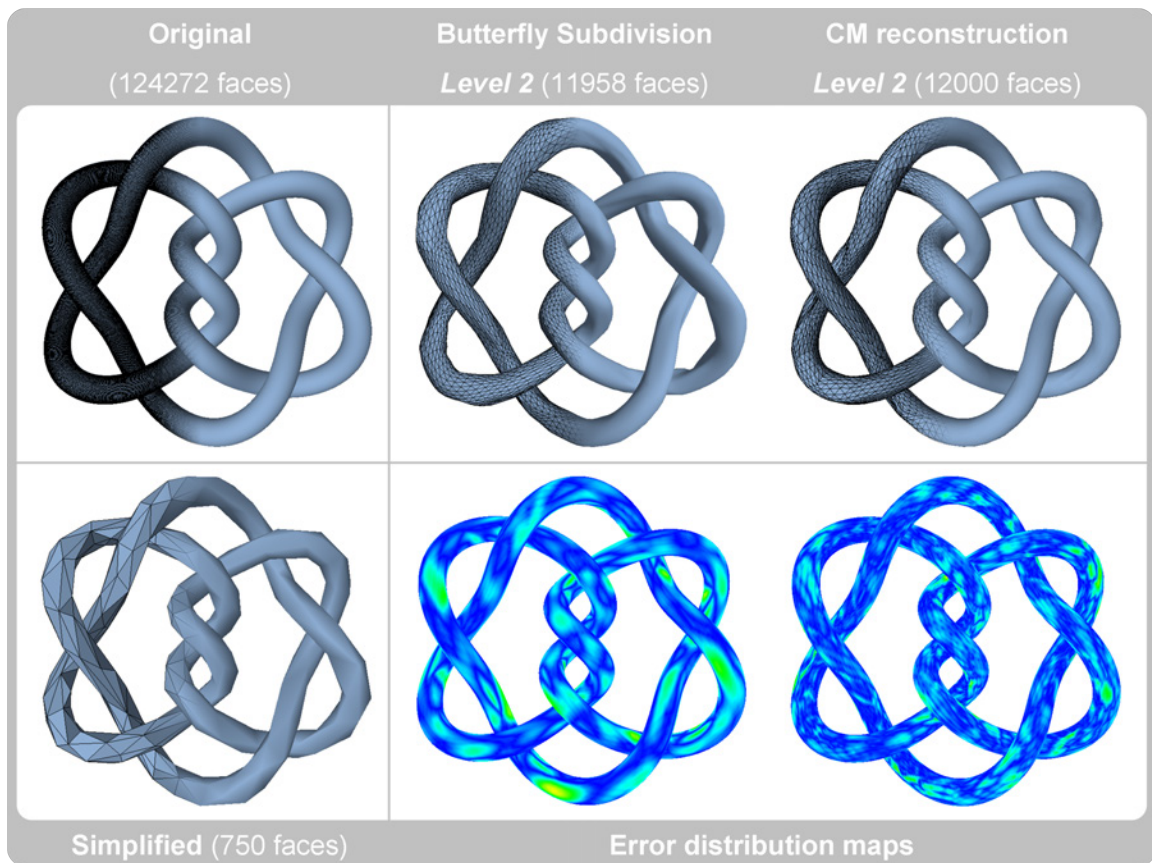 Original
(124272 faces)
Butterfly Subdivision
Level 2 (11958 faces)
CM reconstruction
Level 2 (12000 faces)
Simplified (750 faces)
Error distribution maps